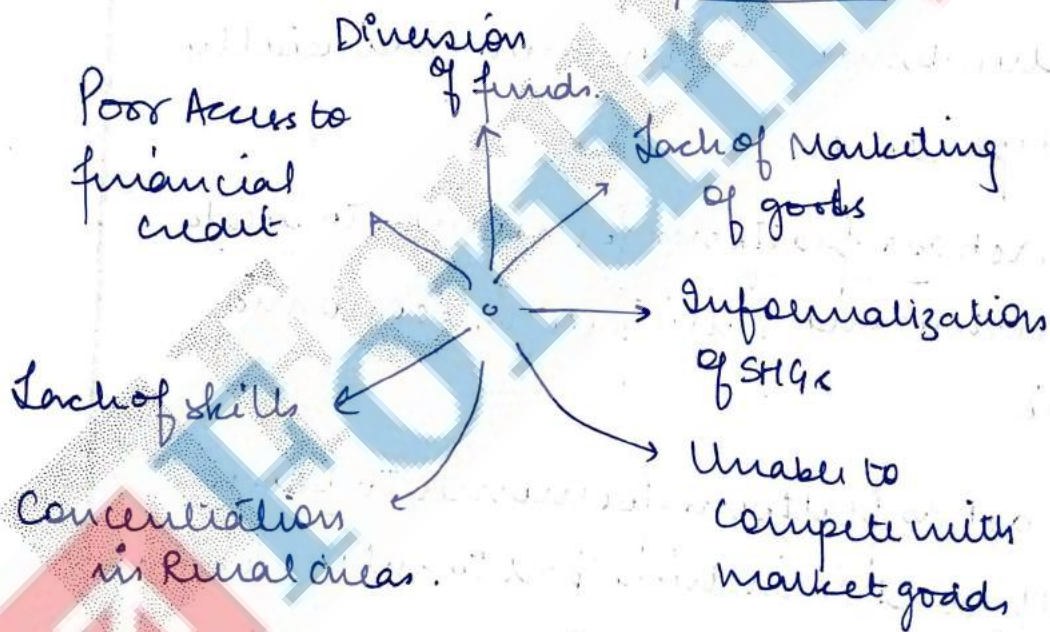 Diversion
of funds.
Poor Access to
financial
credit
Lack of Marketing
of goods
Informalization
of SHGs
Lack of skills
Unable to
compete with
market goods
Concentration
in Rural areas.
Forum